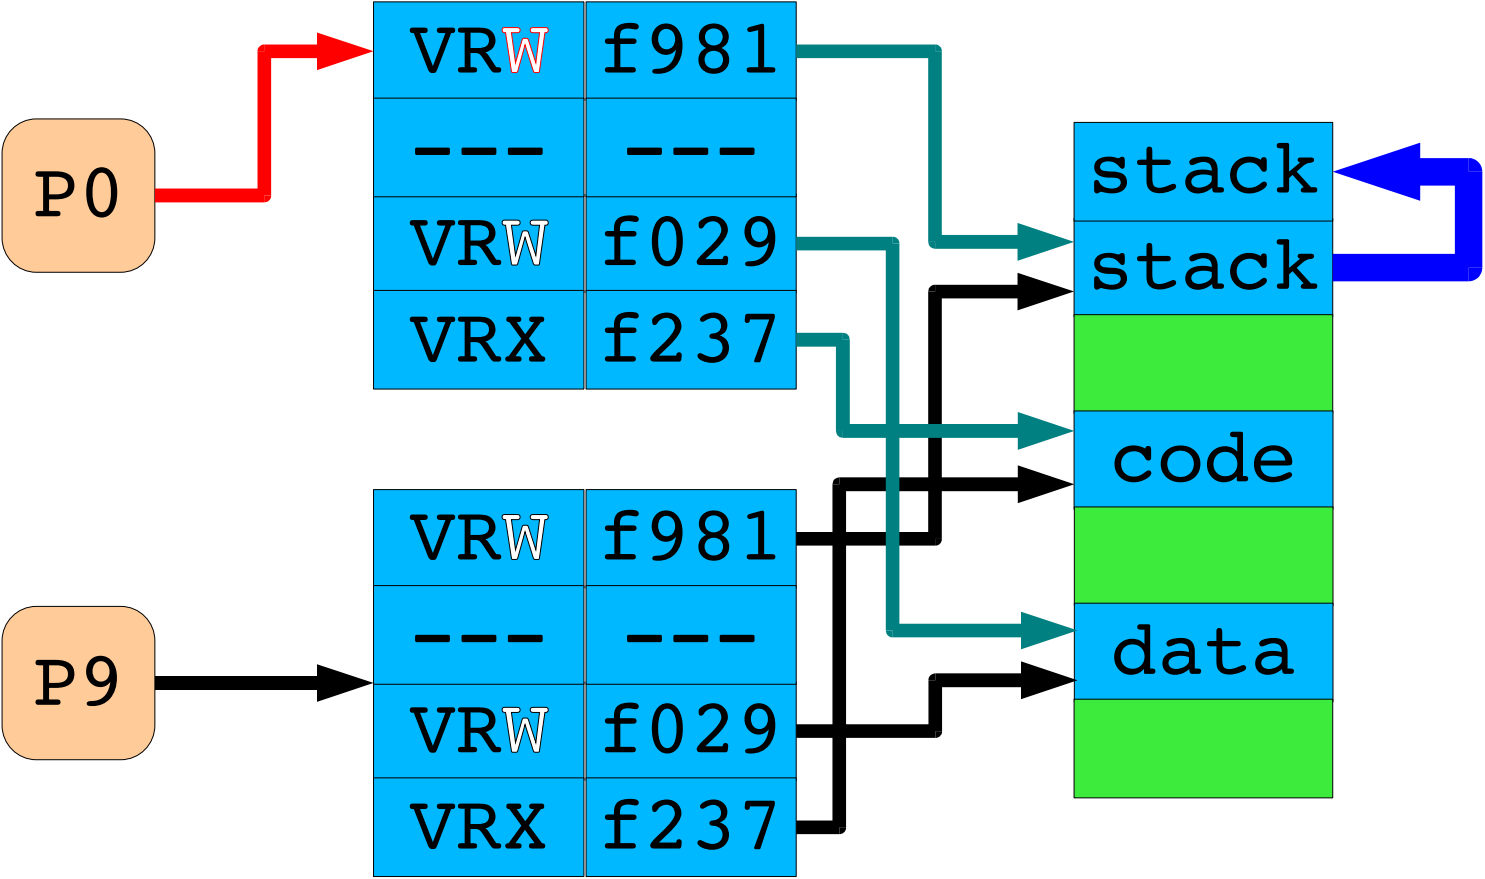 P0
VRW f981
--- ---
VRW f029
VRX f237
P9
VRW f981
--- ---
VRW f029
VRX f237
stack
stack
code
data